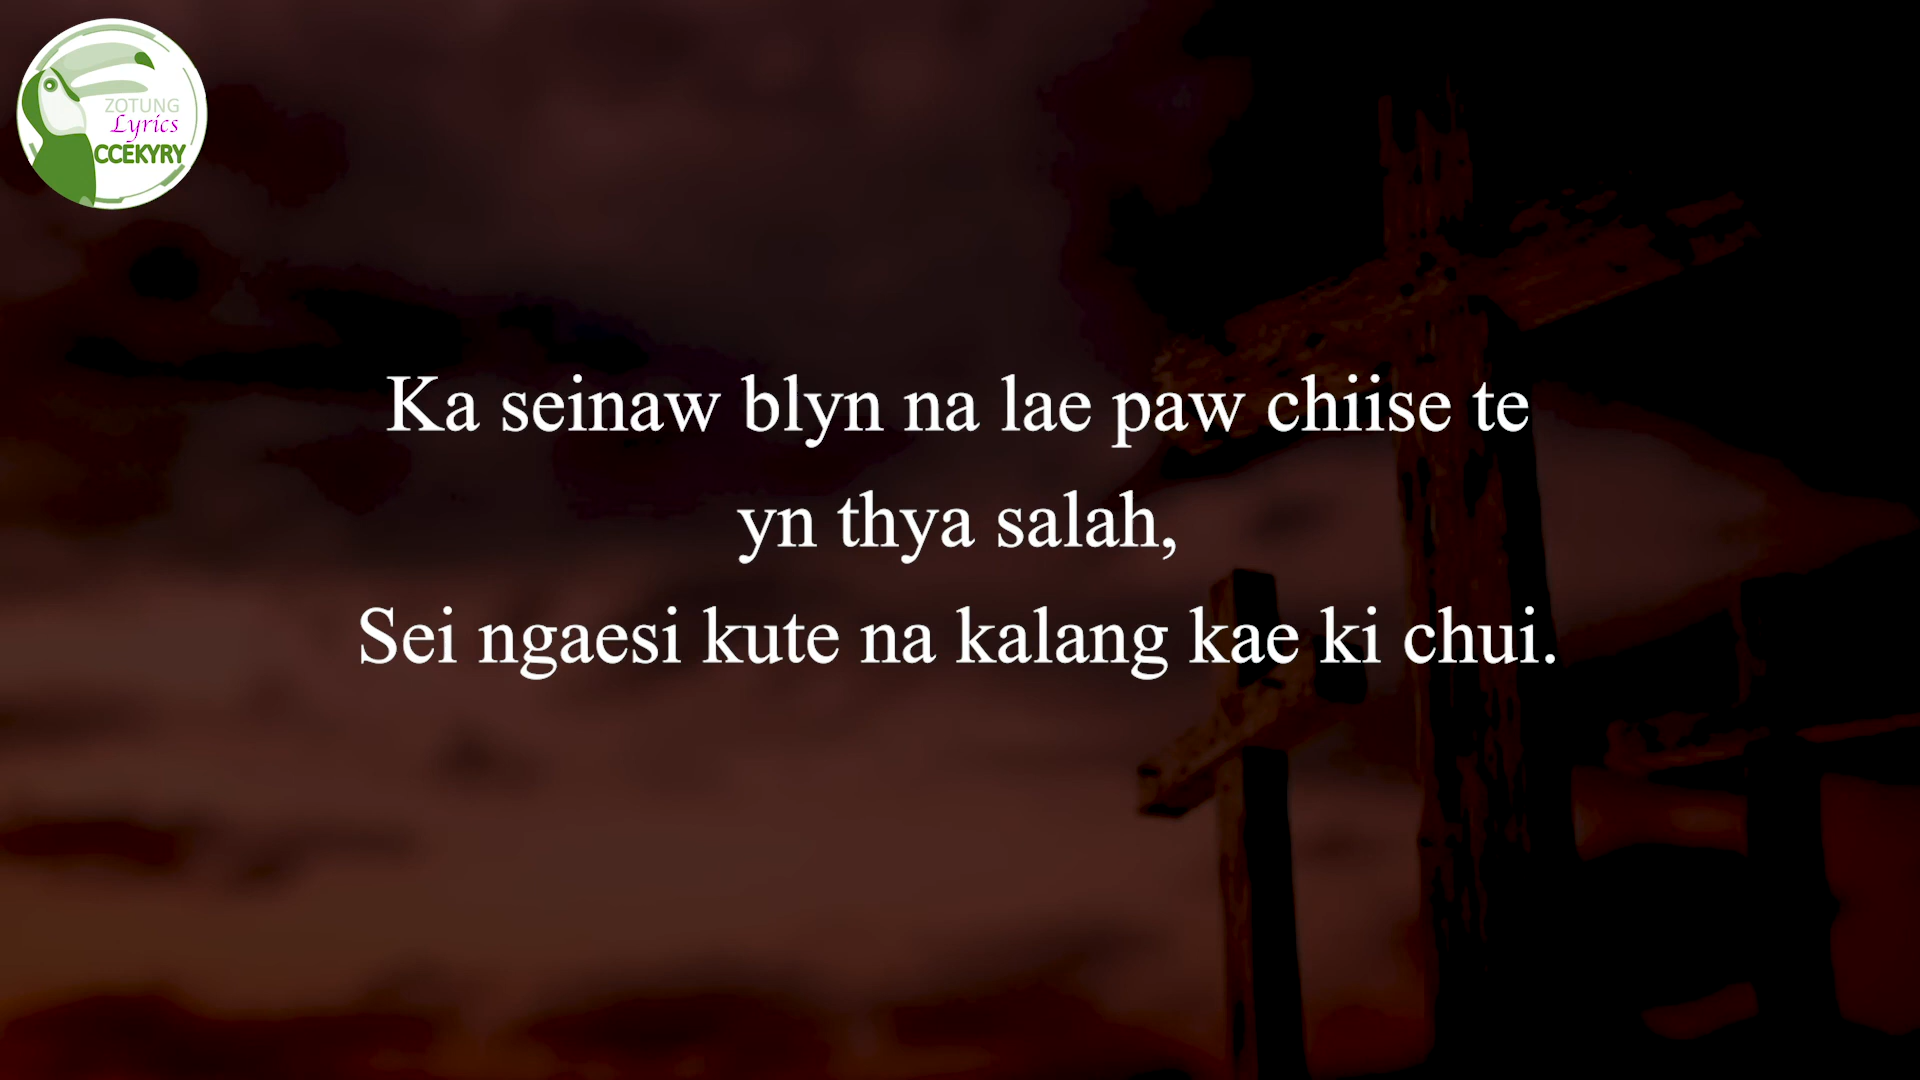 ZOTUNG
Lyrics
CCEKYRY
Ka seinaw blyn na lae paw chiise te
yn thya salah,
Sei ngaesi kute na kalang kae ki chui.